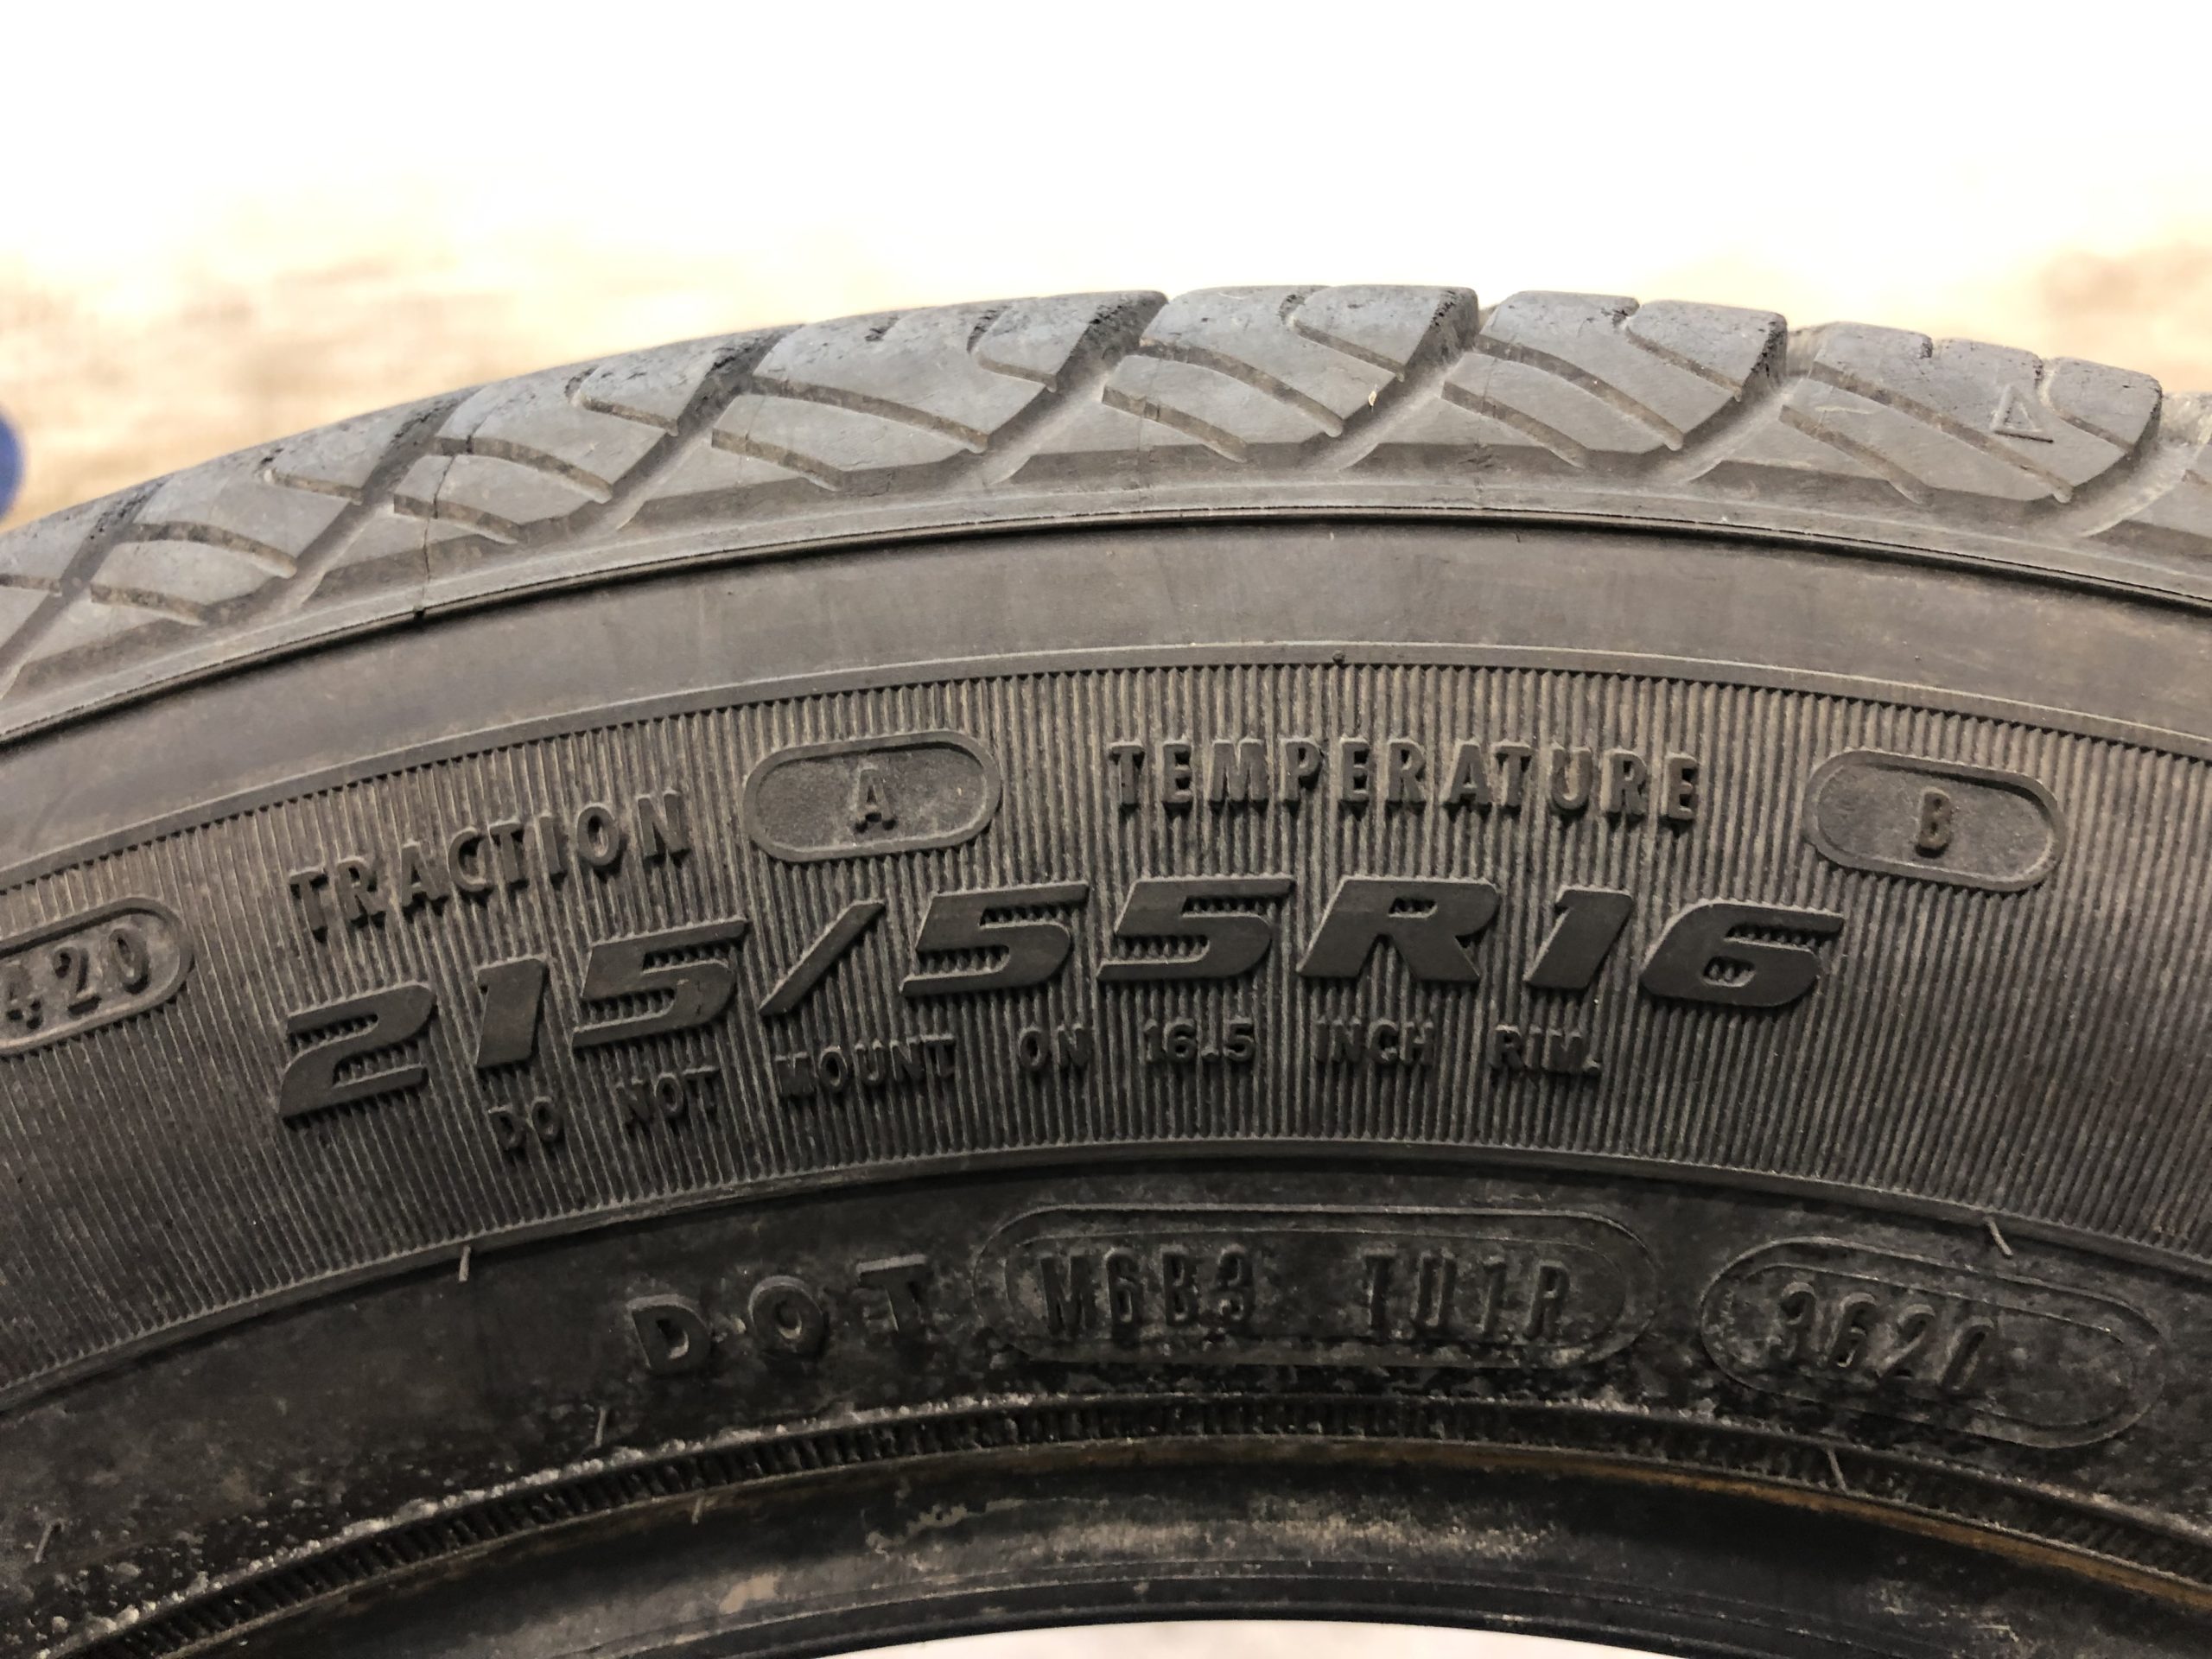 420
TRACTION A TEMPERATURE B
215/55R16
DO NOT MOUNT ON 16.5 INCH RIM.
DOT M6B3 TU1R 3620